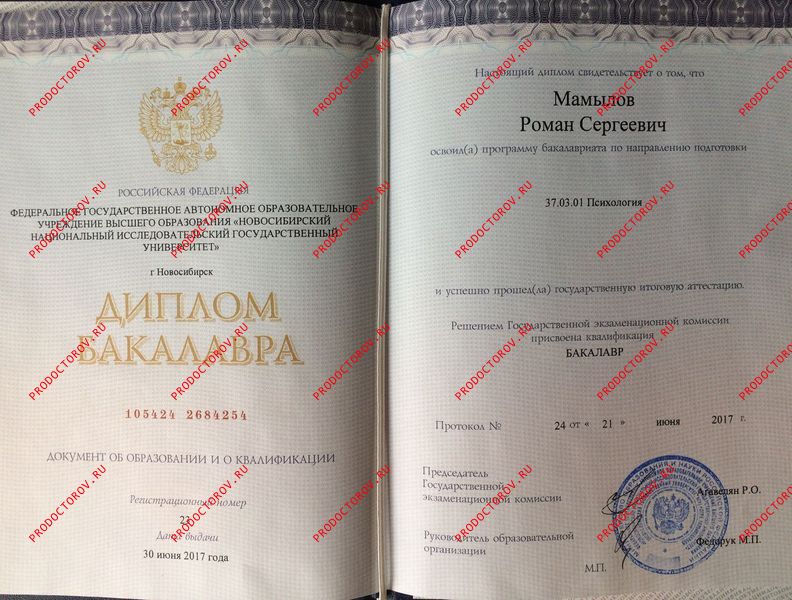 РОССИЙСКАЯ ФЕДЕРАЦИЯ
ФЕДЕРАЛЬНОЕ ГОСУДАРСТВЕННОЕ АВТОНОМНОЕ ОБРАЗОВАТЕЛЬНОЕ
УЧРЕЖДЕНИЕ ВЫСШЕГО ОБРАЗОВАНИЯ «НОВОСИБИРСКИЙ
НАЦИОНАЛЬНЫЙ ИССЛЕДОВАТЕЛЬСКИЙ ГОСУДАРСТВЕННЫЙ
УНИВЕРСИТЕТ»
г Новосибирск
ДИПЛОМ
БАКАЛАВРА
105424 2684254
ДОКУМЕНТ ОБ ОБРАЗОВАНИИ И О КВАЛИФИКАЦИИ
Регистрационный номер
23
Дата выдачи
30 июня 2017 года
Настоящий диплом свидетельствует о том, что
Мамылов
Роман Сергеевич
освоил(а) программу бакалавриата по направлению подготовки
37.03.01 Психология
и успешно прошел(ла) государственную итоговую аттестацию.
Решением Государственной экзаменационной комиссии
присвоена квалификация
БАКАЛАВР
Протокол № 24 от « 21 » июня 2017 г.
Председатель
Государственной
экзаменационной комиссии
Агавелян Р.О.
Руководитель образовательной
организации
Федорук М.П.
М.П.
PRODOCTOROV.RU